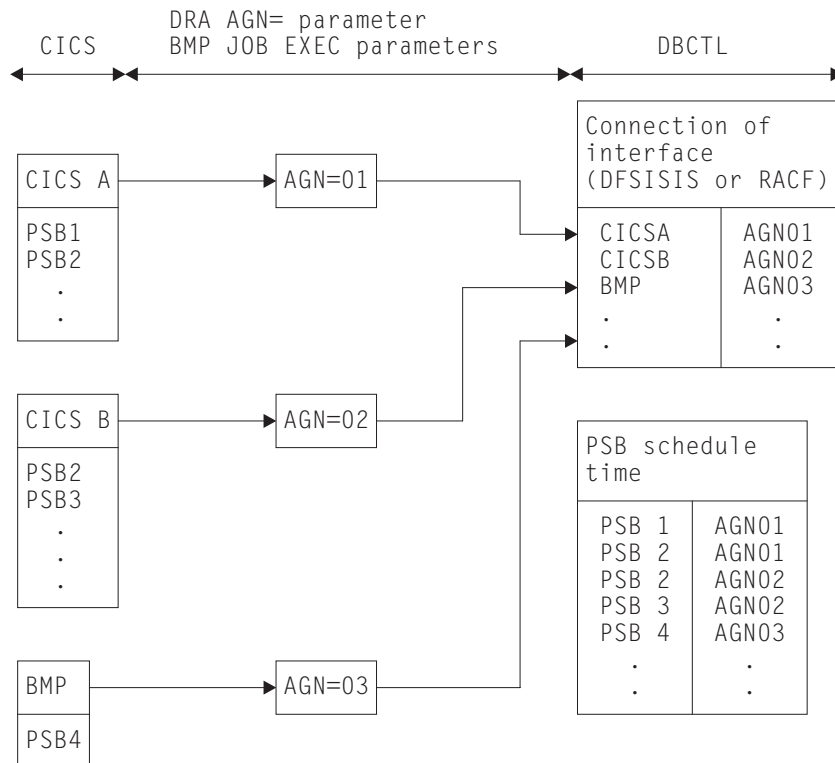 DRA AGN= parameter
CICS
BMP JOB EXEC parameters
DBCTL
Connection of
interface
(DFSISIS or RACF)
CICS A
AGN=01
PSB1
PSB2
.
.
CICSA AGN01
CICSB AGN02
BMP AGN03
. .
. .
CICS B
AGN=02
PSB2
PSB3
.
.
.
PSB schedule
time
PSB 1 AGN01
PSB 2 AGN01
PSB 2 AGN02
PSB 3 AGN02
PSB 4 AGN03
. .
. .
BMP
AGN=03
PSB4